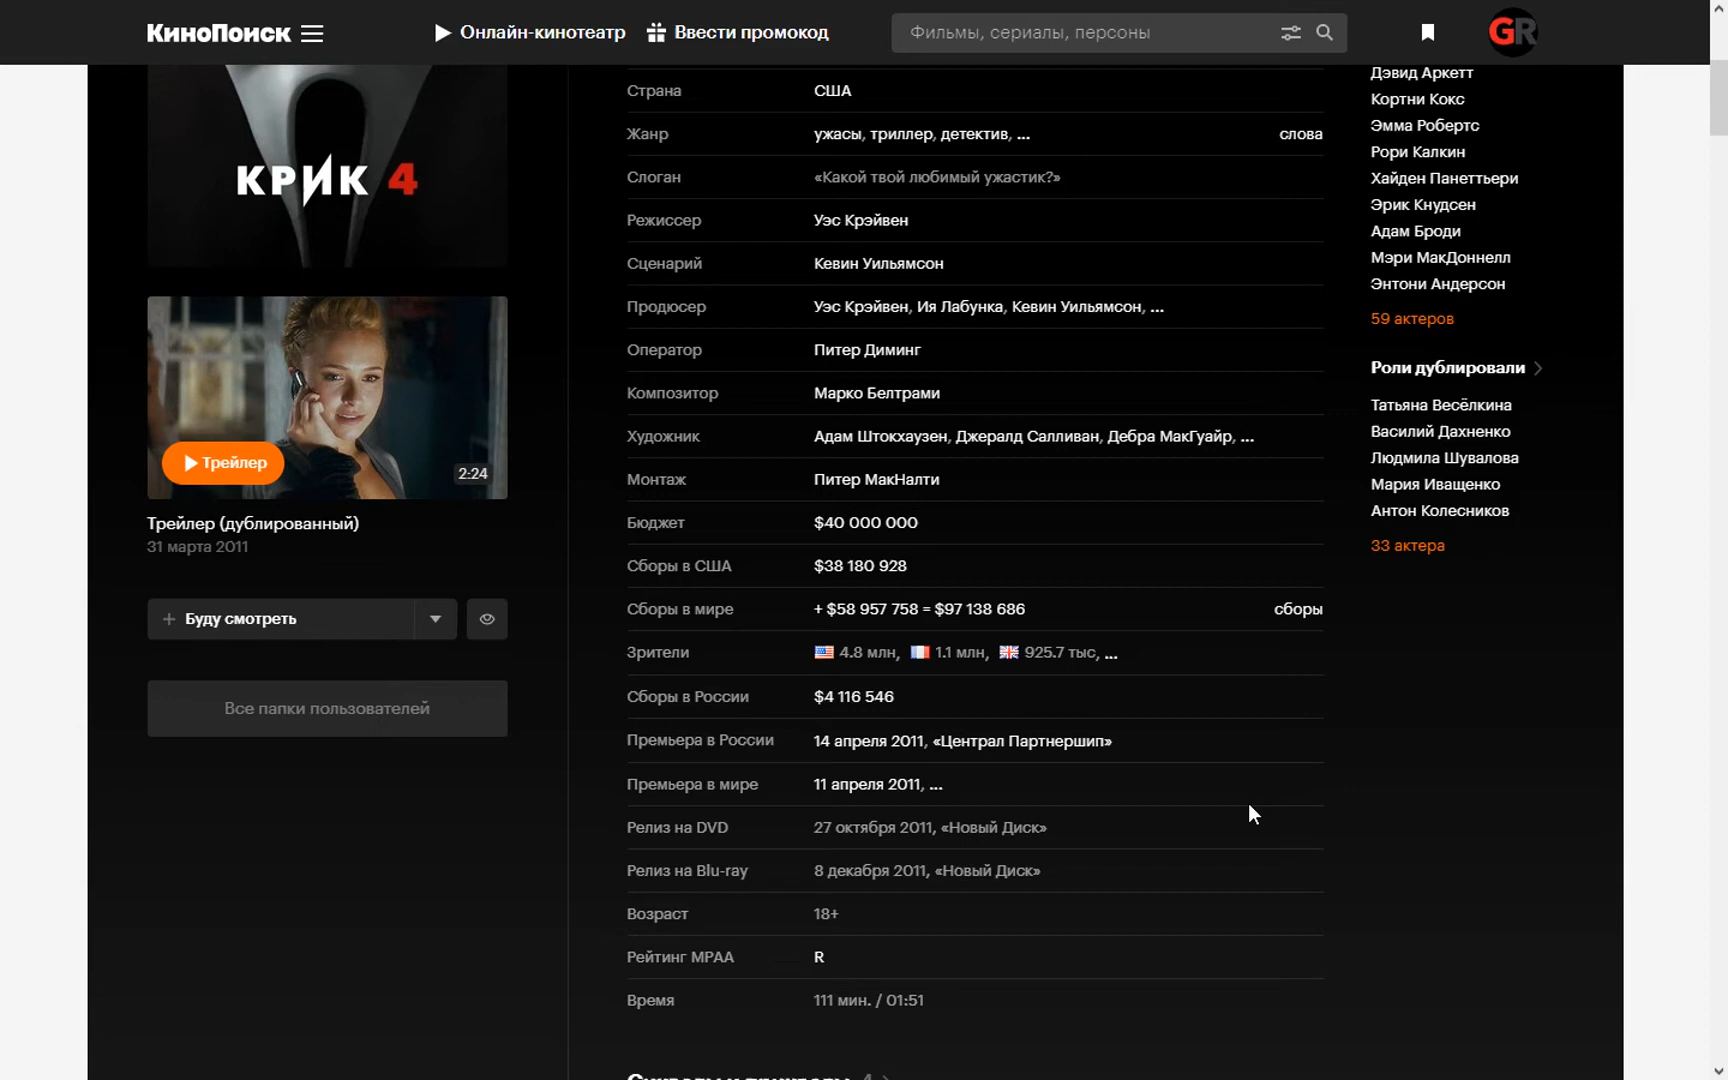 КиноПоиск
Онлайн-кинотеатр
Ввести промокод
Фильмы, сериалы, персоны
GR
КРИК 4
Трейлер
2:24
Трейлер (дублированный)
31 марта 2011
+ Буду смотреть
Все папки пользователей
Страна США
Жанр ужасы, триллер, детектив, ... слова
Слоган «Какой твой любимый ужастик?»
Режиссер Уэс Крэйвен
Сценарий Кевин Уильямсон
Продюсер Уэс Крэйвен, Ия Лабунка, Кевин Уильямсон, ...
Оператор Питер Диминг
Композитор Марко Белтрами
Художник Адам Штокхаузен, Джералд Салливан, Дебра МакГуайр, ...
Монтаж Питер МакНалти
Бюджет $40 000 000
Сборы в США $38 180 928
Сборы в мире + $58 957 758 = $97 138 686 сборы
Зрители 4.8 млн, 1.1 млн, 925.7 тыс, ...
Сборы в России $4 116 546
Премьера в России 14 апреля 2011, «Централ Партнершип»
Премьера в мире 11 апреля 2011, ...
Релиз на DVD 27 октября 2011, «Новый Диск»
Релиз на Blu-ray 8 декабря 2011, «Новый Диск»
Возраст 18+
Рейтинг MPAA R
Время 111 мин. / 01:51
Дэвид Аркетт
Кортни Кокс
Эмма Робертс
Рори Калкин
Хайден Панеттьери
Эрик Кнудсен
Адам Броди
Мэри МакДоннелл
Энтони Андерсон
59 актеров
Роли дублировали
Татьяна Весёлкина
Василий Дахненко
Людмила Шувалова
Мария Иващенко
Антон Колесников
33 актера